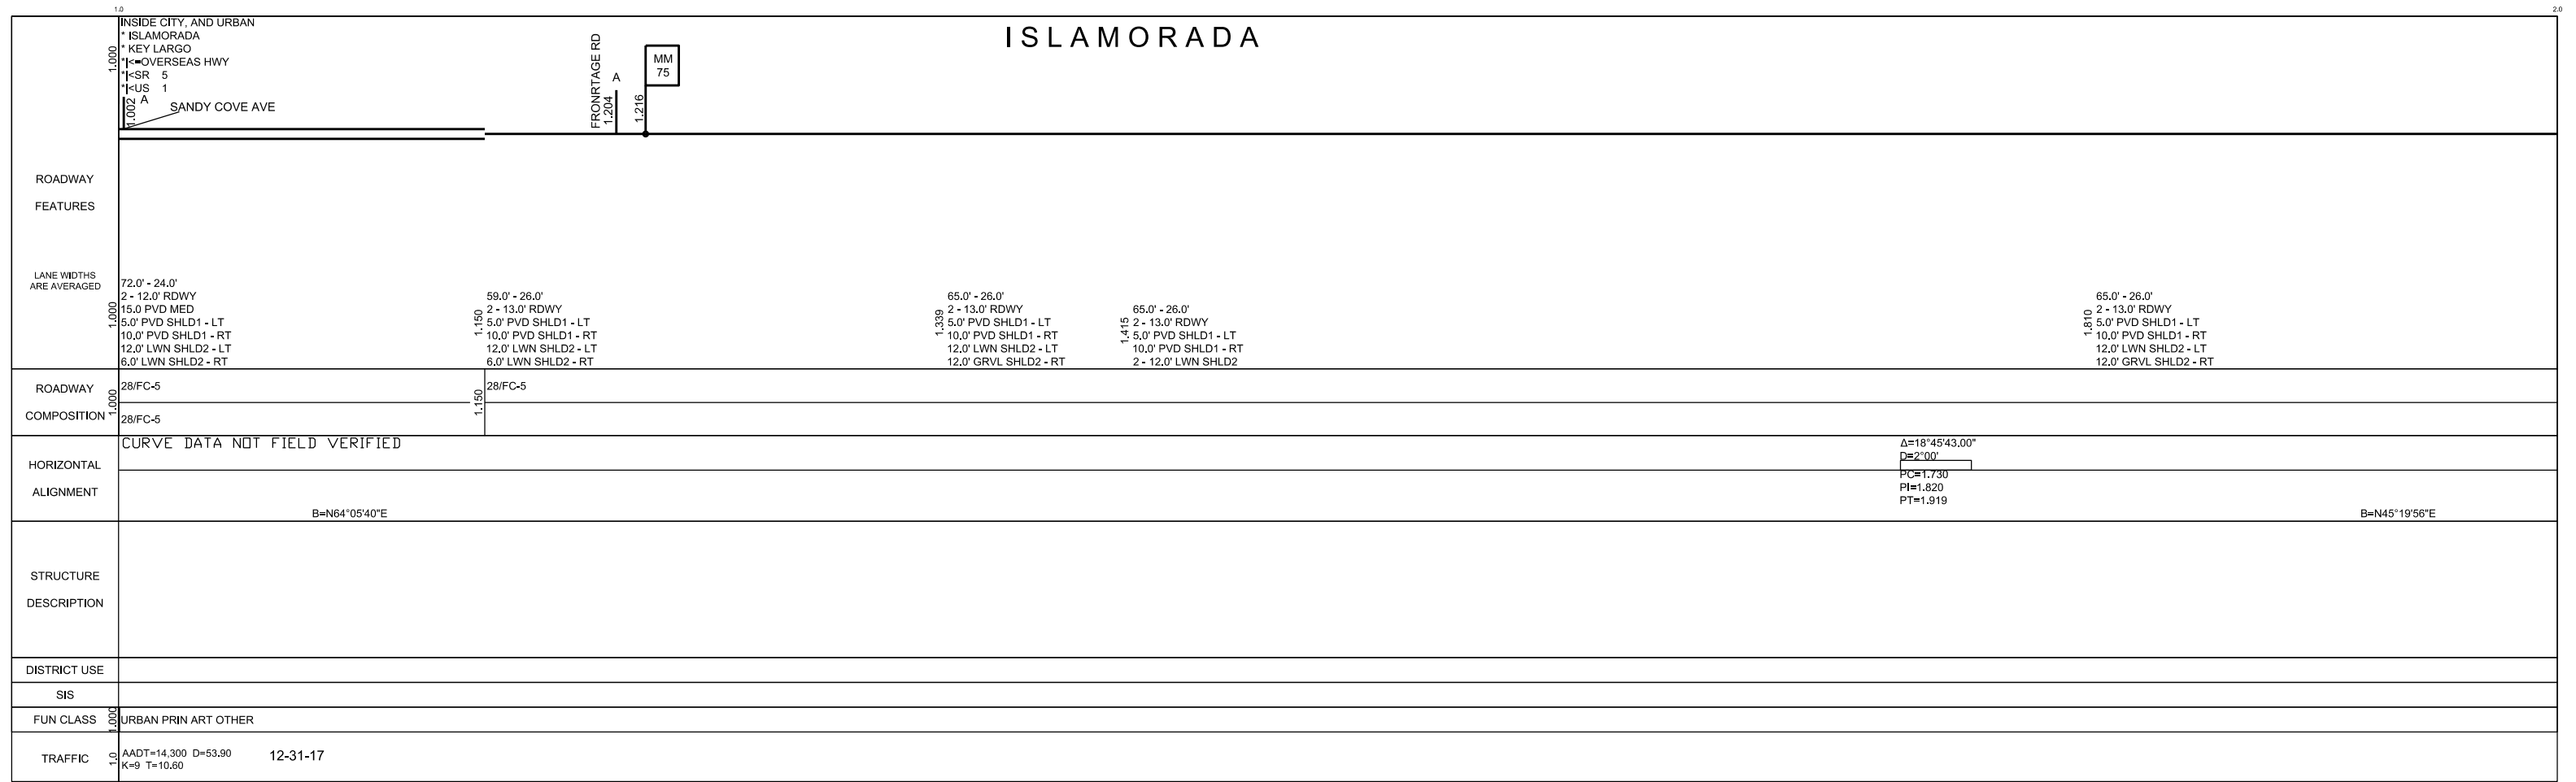 1.0
2.0
ISLAMORADA
1.000
INSIDE CITY, AND URBAN
* ISLAMORADA
* KEY LARGO
*|<=OVERSEAS HWY
*|<SR 5
*|<US 1
1.002
A
SANDY COVE AVE
FRONRTAGE RD
1.204
A
1.216
MM
75
ROADWAY
FEATURES
LANE WIDTHS
ARE AVERAGED
1.000
72.0' - 24.0'
2 - 12.0' RDWY
15.0 PVD MED
5.0' PVD SHLD1 - LT
10.0' PVD SHLD1 - RT
12.0' LWN SHLD2 - LT
6.0' LWN SHLD2 - RT
1.150
59.0' - 26.0'
2 - 13.0' RDWY
5.0' PVD SHLD1 - LT
10.0' PVD SHLD1 - RT
12.0' LWN SHLD2 - LT
6.0' LWN SHLD2 - RT
1.339
65.0' - 26.0'
2 - 13.0' RDWY
5.0' PVD SHLD1 - LT
10.0' PVD SHLD1 - RT
12.0' LWN SHLD2 - LT
12.0' GRVL SHLD2 - RT
1.415
65.0' - 26.0'
2 - 13.0' RDWY
5.0' PVD SHLD1 - LT
10.0' PVD SHLD1 - RT
2 - 12.0' LWN SHLD2
1.810
65.0' - 26.0'
2 - 13.0' RDWY
5.0' PVD SHLD1 - LT
10.0' PVD SHLD1 - RT
12.0' LWN SHLD2 - LT
12.0' GRVL SHLD2 - RT
ROADWAY
COMPOSITION
1.000
28/FC-5
28/FC-5
1.150
28/FC-5
HORIZONTAL
ALIGNMENT
CURVE DATA NOT FIELD VERIFIED
B=N64°05'40"E
Δ=18°45'43.00"
D=2°00'
PC=1.730
PI=1.820
PT=1.919
B=N45°19'56"E
STRUCTURE
DESCRIPTION
DISTRICT USE
SIS
FUN CLASS
1.000
URBAN PRIN ART OTHER
TRAFFIC
1.0
AADT=14,300 D=53.90
K=9 T=10.60
12-31-17